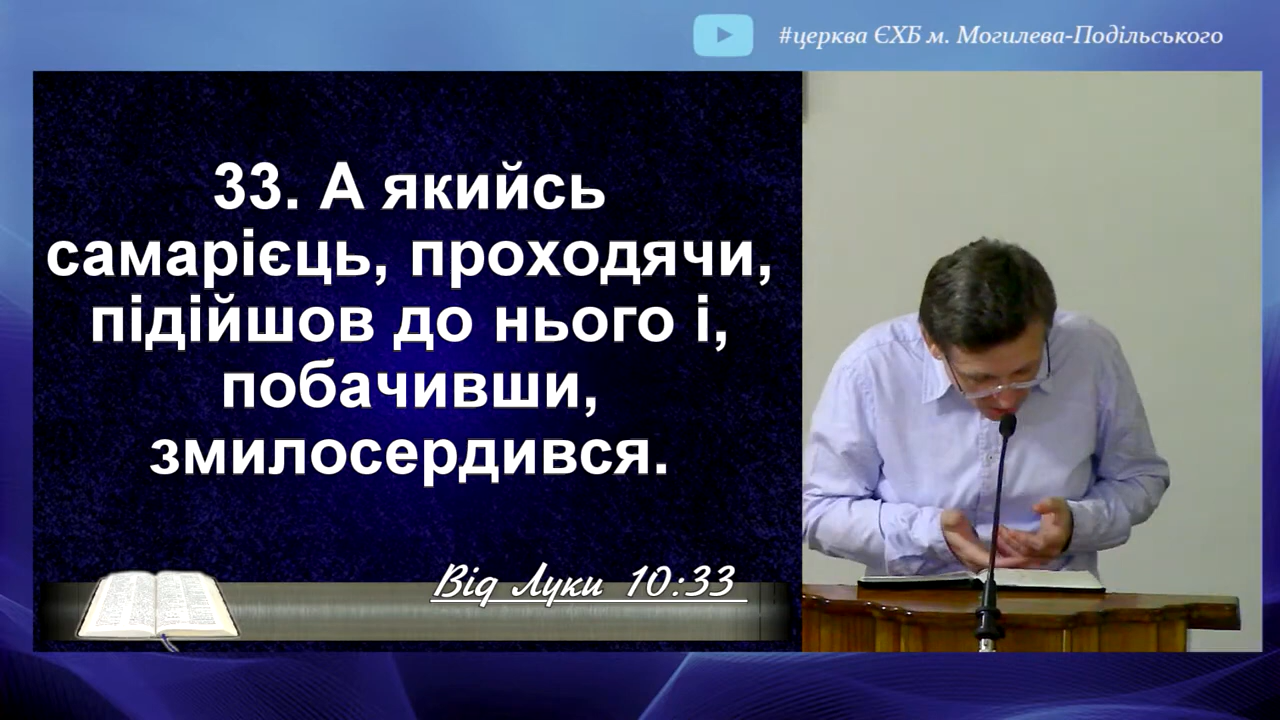 #церква ЄХБ м. Могилева-Подільського
33. А якийсь
самарієць, проходячи,
підійшов до нього і,
побачивши,
змилосердився.
Від Луки 10:33